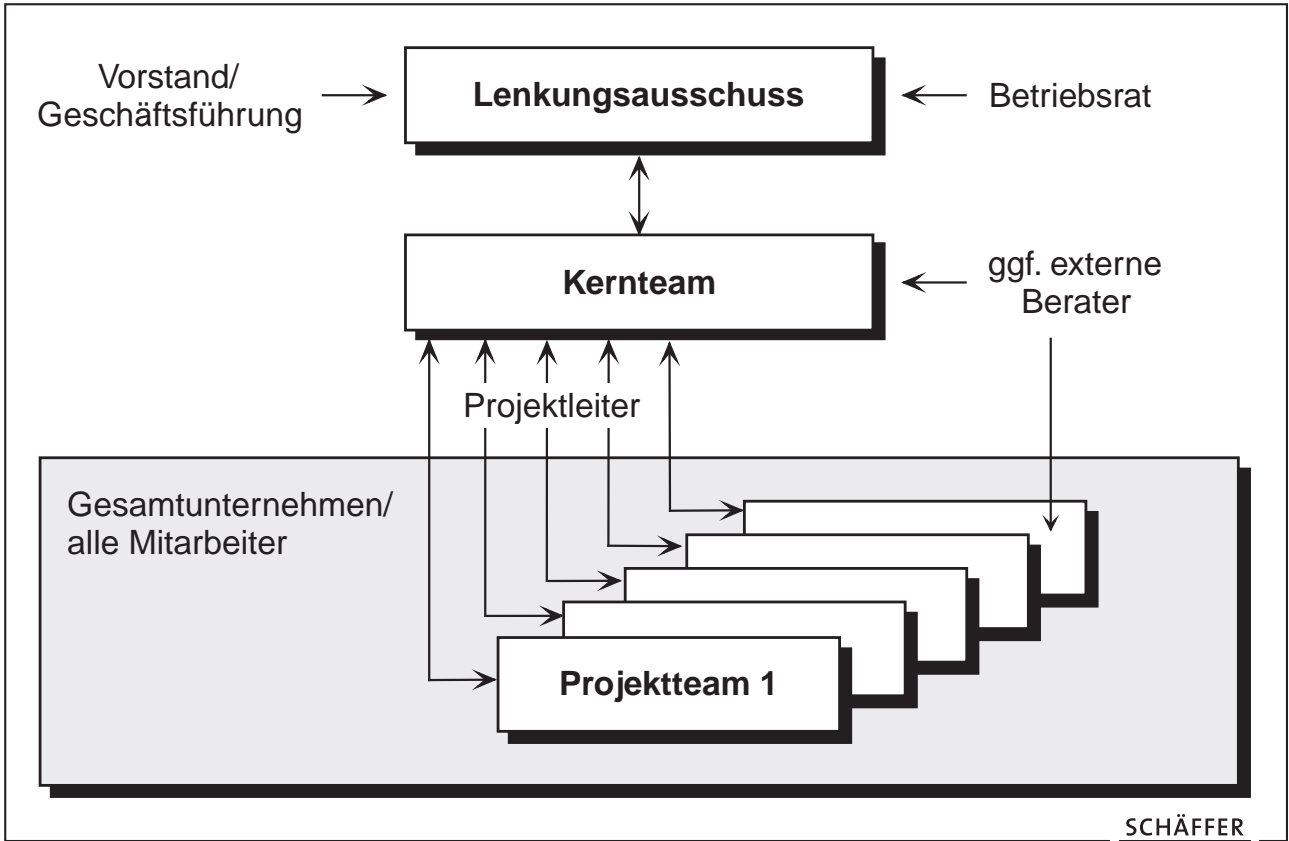 Vorstand/
Geschäftsführung
Lenkungsausschuss
Betriebsrat
Kernteam
ggf. externe
Berater
Projektleiter
Gesamtunternehmen/
alle Mitarbeiter
Projektteam 1
SCHÄFFER